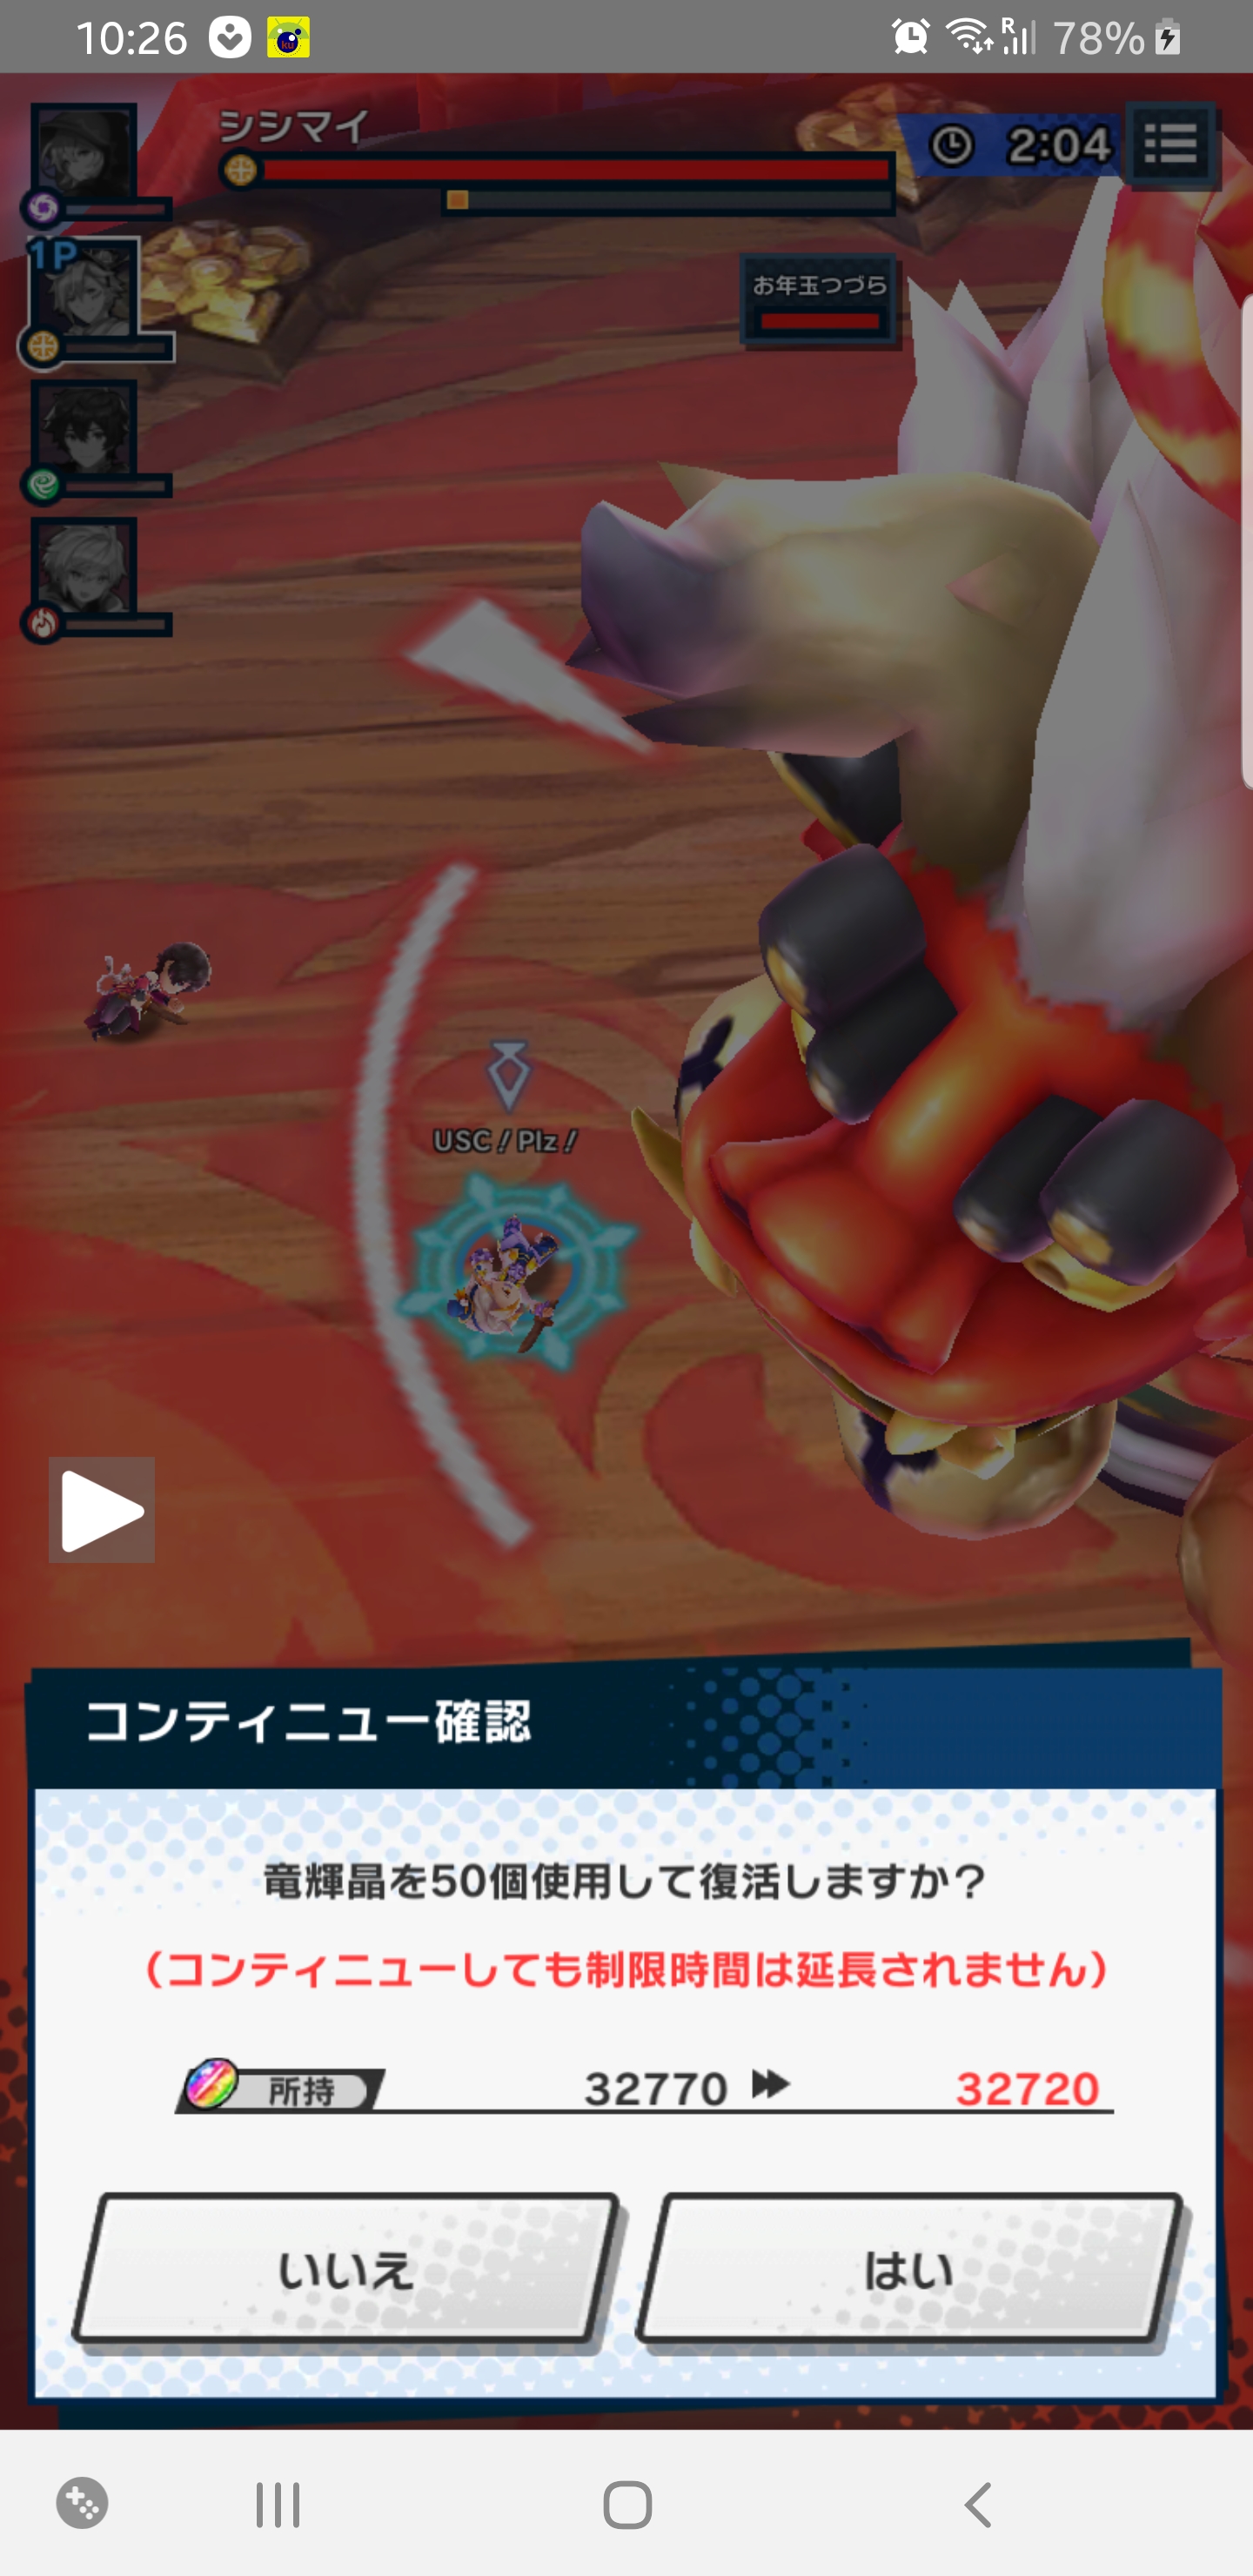 10:26
78%
シシマイ
2:04
1P
お年玉つづら
USC！Plz！
コンティニュー確認
竜輝晶を50個使用して復活しますか？
（コンティニューしても制限時間は延長されません）
所持 32770 32720
いいえ はい